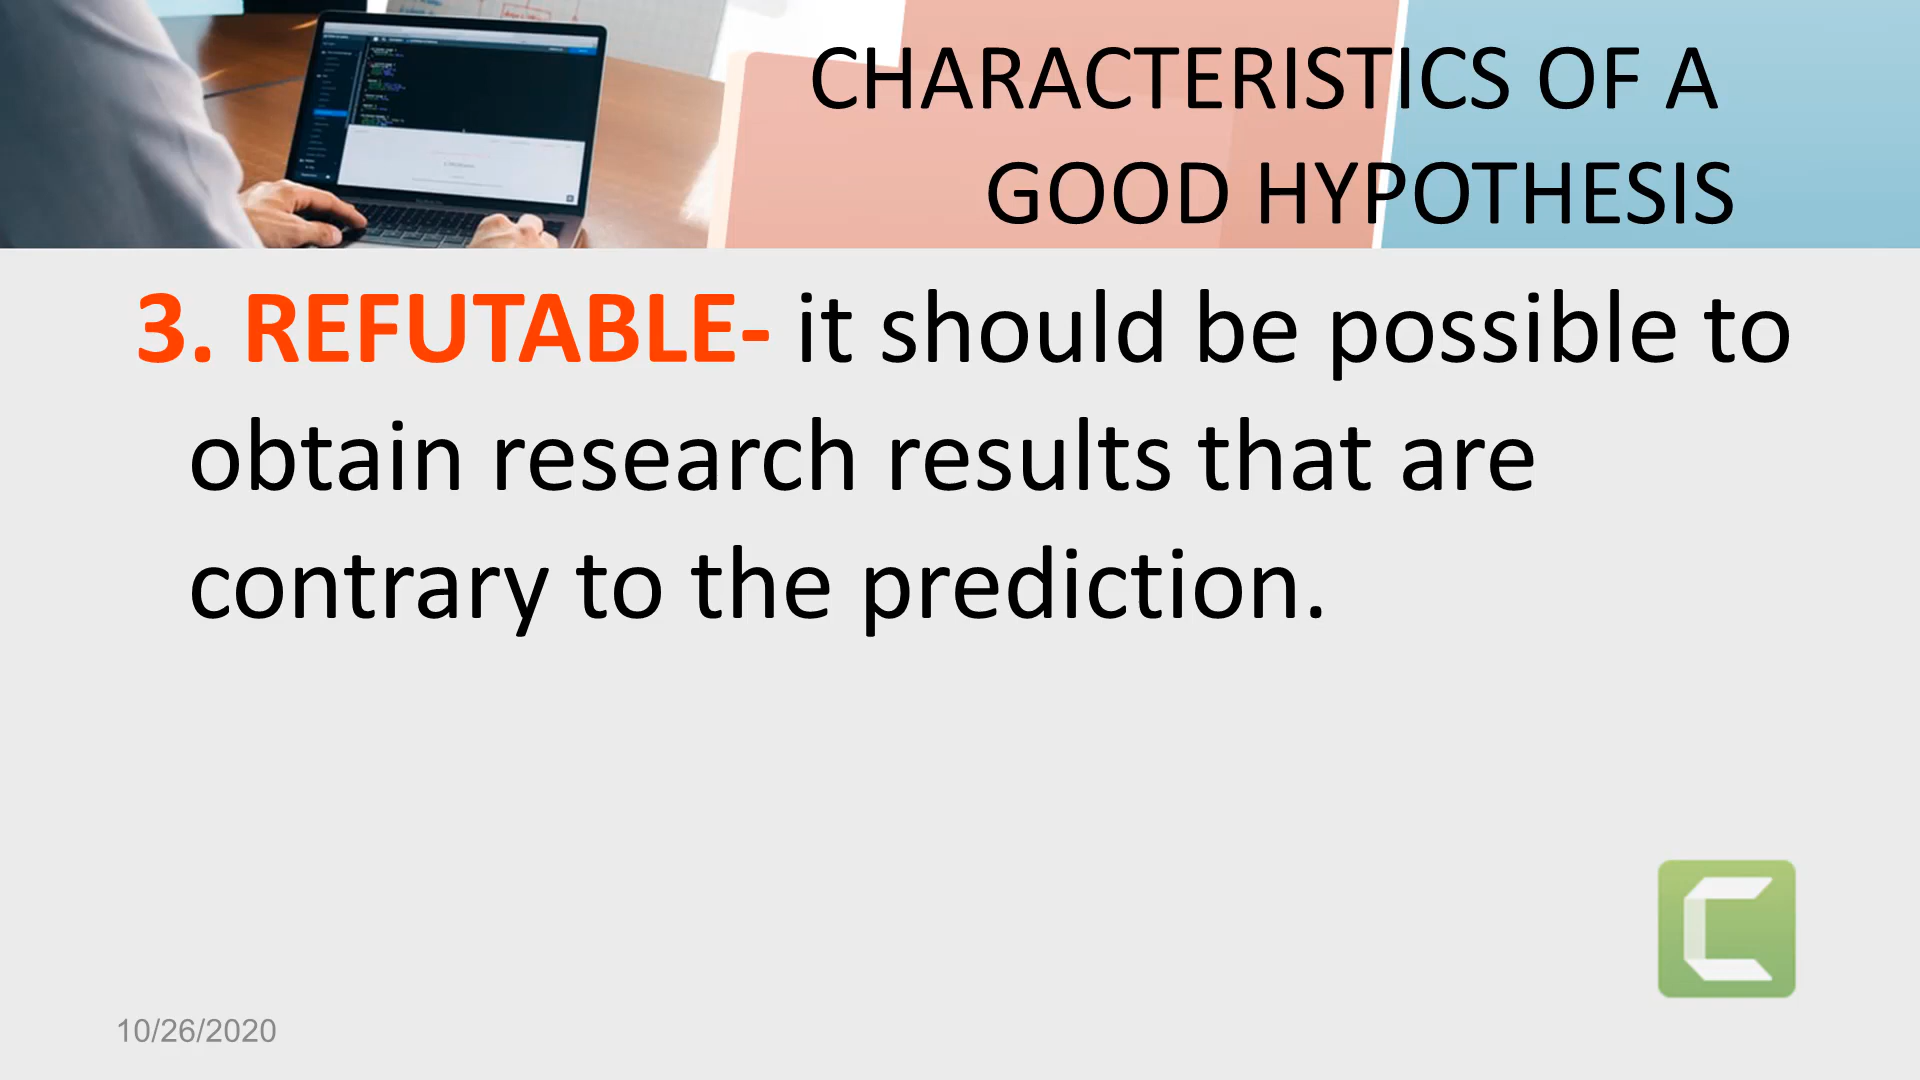 CHARACTERISTICS OF A
GOOD HYPOTHESIS
3. REFUTABLE- it should be possible to
obtain research results that are
contrary to the prediction.
10/26/2020